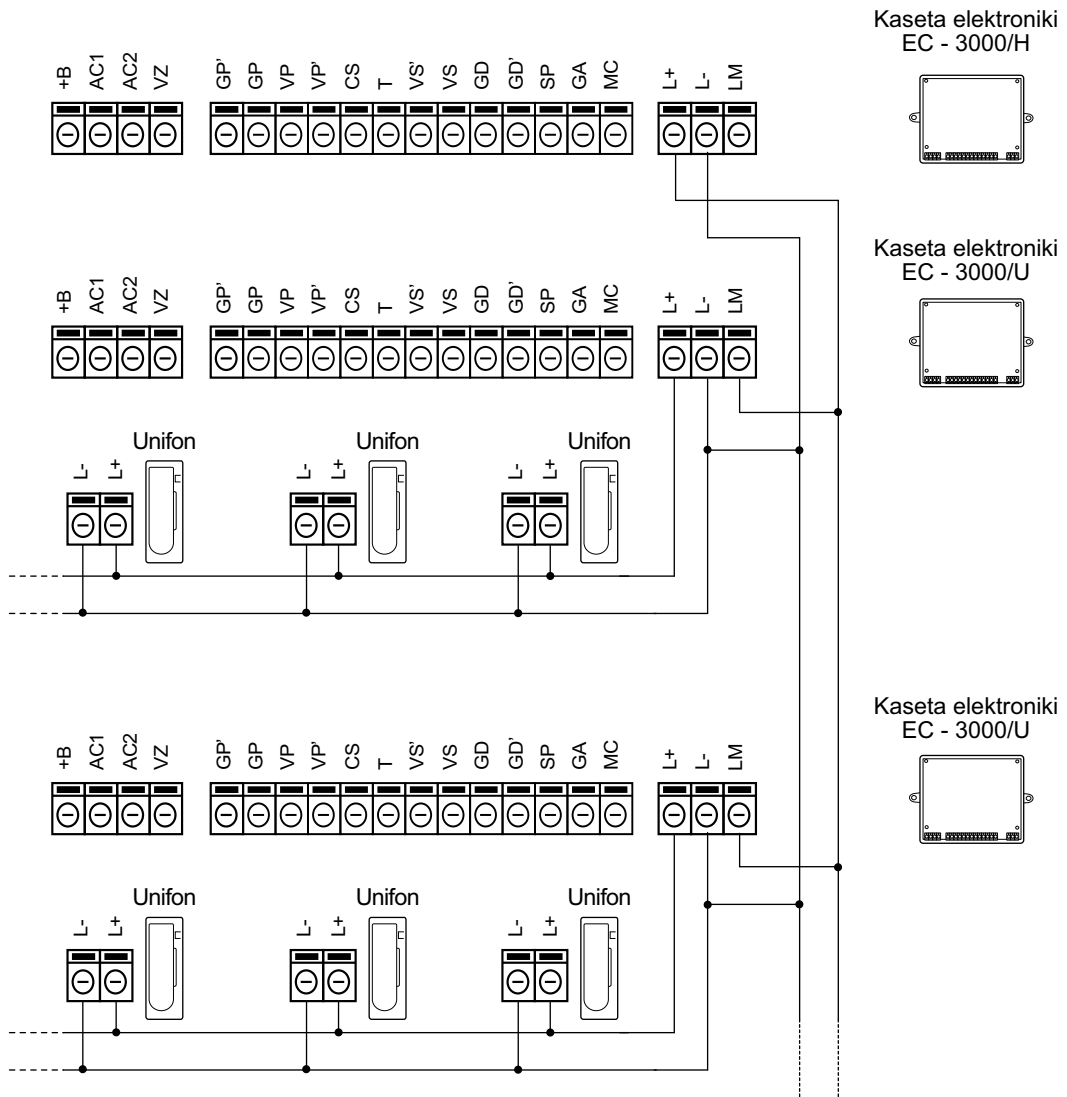 Kaseta elektroniki
EC - 3000/H
+B AC1 AC2 VZ GP' GP VP VP' CS T VS' VS GD GD' SP GA MC L+ L- LM
Kaseta elektroniki
EC - 3000/U
+B AC1 AC2 VZ GP' GP VP VP' CS T VS' VS GD GD' SP GA MC L+ L- LM
Unifon Unifon Unifon
L- L+ L- L+ L- L+
Kaseta elektroniki
EC - 3000/U
+B AC1 AC2 VZ GP' GP VP VP' CS T VS' VS GD GD' SP GA MC L+ L- LM
Unifon Unifon Unifon
L- L+ L- L+ L- L+